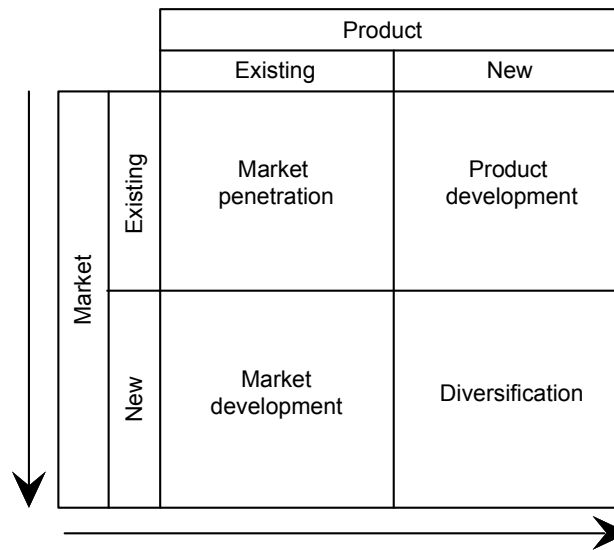 Product
Existing
New
Market
Existing
Market
penetration
Product
development
New
Market
development
Diversification